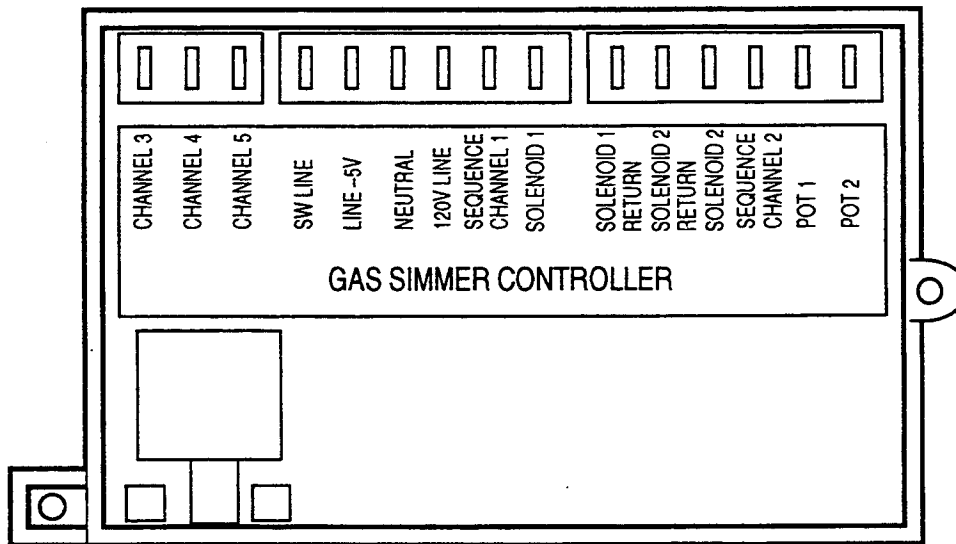 CHANNEL 3
CHANNEL 4
CHANNEL 5
SW LINE
LINE -5V
NEUTRAL
120V LINE
SEQUENCE
CHANNEL 1
SOLENOID 1
SOLENOID 1
RETURN
SOLENOID 2
RETURN
SOLENOID 2
SEQUENCE
CHANNEL 2
POT 1
POT 2
GAS SIMMER CONTROLLER